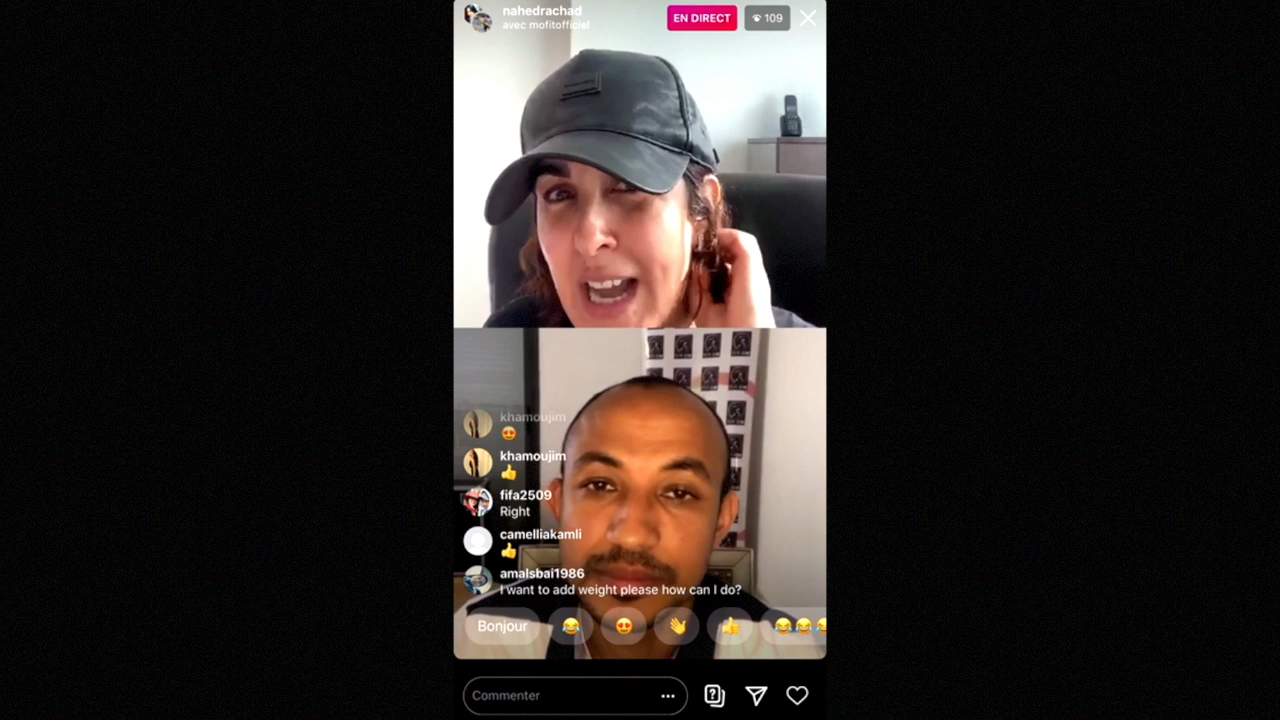 nahedrachad
avec mofitofficiel
EN DIRECT
109
khamoujim
😍
khamoujim
👍
fifa2509
Right
camelliakamli
👍
amalsbai1986
I want to add weight please how can I do?
Bonjour 😂 😍 👋 👍 😂😂😂
Commenter